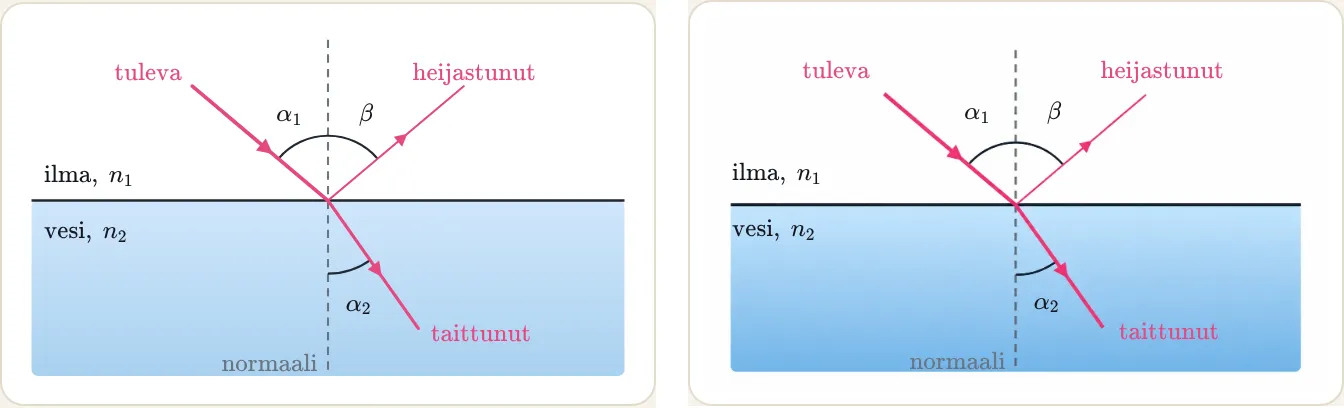 tuleva heijastunut
α₁ β
ilma, n₁
vesi, n₂
α₂
taittunut
normaali
tuleva heijastunut
α₁ β
ilma, n₁
vesi, n₂
α₂
taittunut
normaali